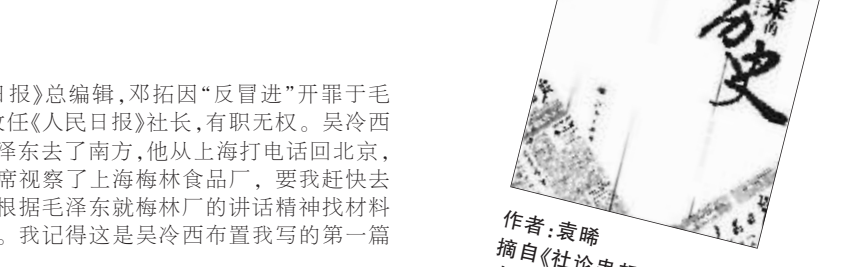 日报》总编辑,邓拓因“反冒进”开罪于毛
改任《人民日报》社长,有职无权。吴冷西
泽东去了南方,他从上海打电话回北京,
席视察了上海梅林食品厂, 要我赶快去
根据毛泽东就梅林厂的讲话精神找材料
。我记得这是吴冷西布置我写的第一篇
来的
历史
作者:袁晞
摘自《社论串起